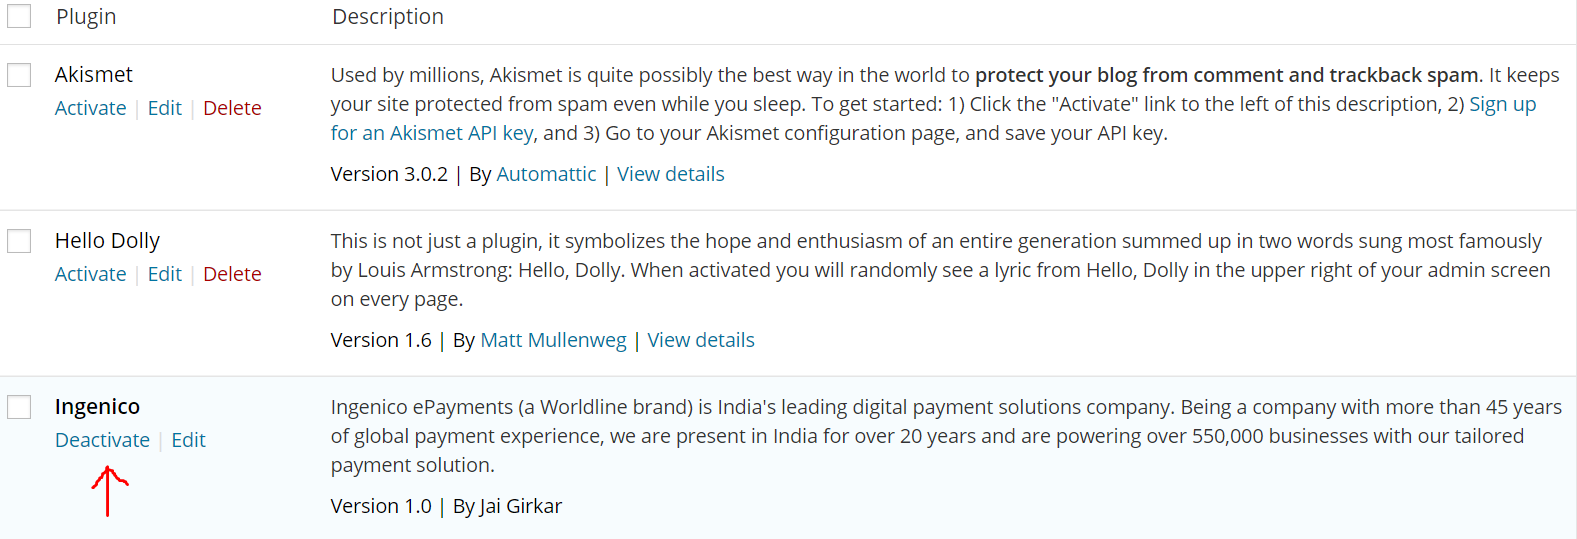 Plugin Description
Akismet
Activate | Edit | Delete
Used by millions, Akismet is quite possibly the best way in the world to protect your blog from comment and trackback spam. It keeps
your site protected from spam even while you sleep. To get started: 1) Click the "Activate" link to the left of this description, 2) Sign up
for an Akismet API key, and 3) Go to your Akismet configuration page, and save your API key.
Version 3.0.2 | By Automattic | View details
Hello Dolly
Activate | Edit | Delete
This is not just a plugin, it symbolizes the hope and enthusiasm of an entire generation summed up in two words sung most famously
by Louis Armstrong: Hello, Dolly. When activated you will randomly see a lyric from Hello, Dolly in the upper right of your admin screen
on every page.
Version 1.6 | By Matt Mullenweg | View details
Ingenico
Deactivate | Edit
Ingenico ePayments (a Worldline brand) is India's leading digital payment solutions company. Being a company with more than 45 years
of global payment experience, we are present in India for over 20 years and are powering over 550,000 businesses with our tailored
payment solution.
Version 1.0 | By Jai Girkar